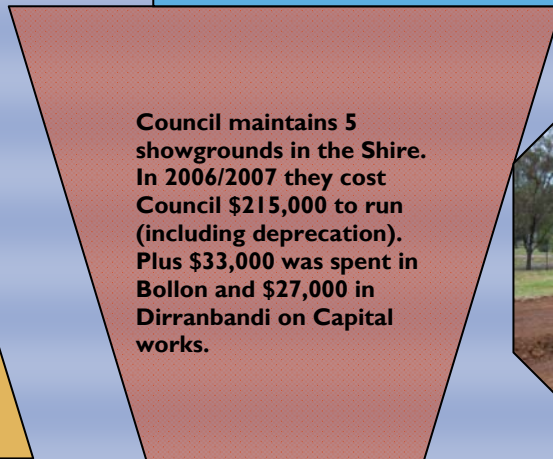 Council maintains 5
showgrounds in the Shire.
In 2006/2007 they cost
Council $215,000 to run
(including deprecation).
Plus $33,000 was spent in
Bollon and $27,000 in
Dirranbandi on Capital
works.